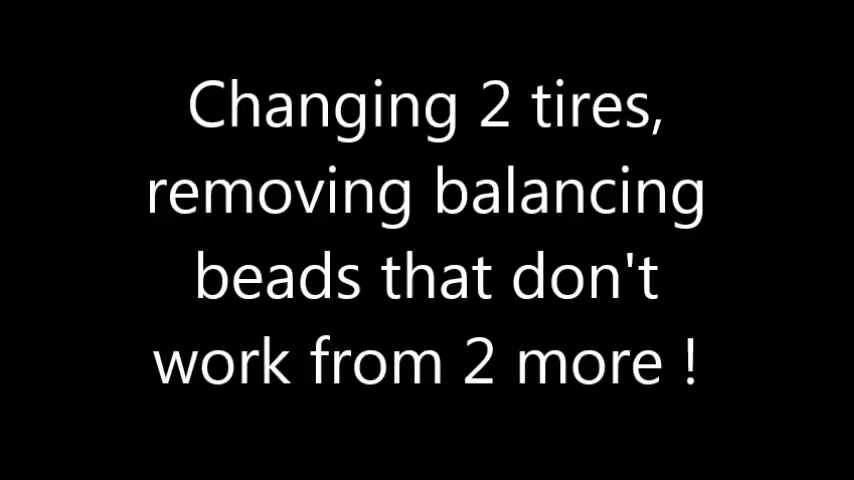 Changing 2 tires,
removing balancing
beads that don't
work from 2 more !